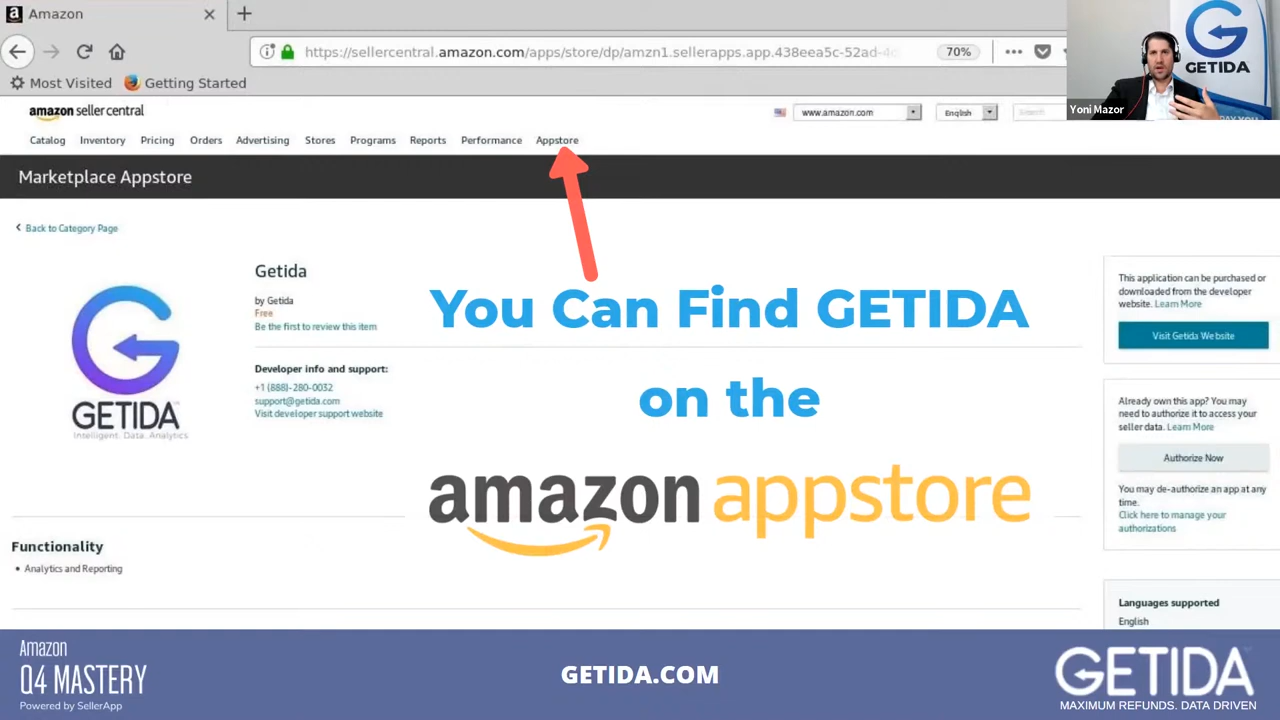 Amazon
https://sellercentral.amazon.com/apps/store/dp/amzn1.sellerapps.app.438eea5c-52ad-4
70%
Most Visited
Getting Started
GETIDA
Yoni Mazor
amazon seller central
www.amazon.com
English
Search
Catalog Inventory Pricing Orders Advertising Stores Programs Reports Performance Appstore
Marketplace Appstore
Back to Category Page
Getida
by Getida
Free
Be the first to review this item
Developer info and support:
+1 (888)-280-0032
support@getida.com
Visit developer support website
GETIDA
Intelligent. Data. Analytics
You Can Find GETIDA
on the
amazon appstore
This application can be purchased or
downloaded from the developer
website. Learn More
Visit Getida Website
Already own this app? You may
need to authorize it to access your
seller data. Learn More
Authorize Now
You may de-authorize an app at any
time.
Click here to manage your
authorizations
Functionality
• Analytics and Reporting
Languages supported
English
Amazon
Q4 MASTERY
Powered by SellerApp
GETIDA.COM
GETIDA
MAXIMUM REFUNDS. DATA DRIVEN